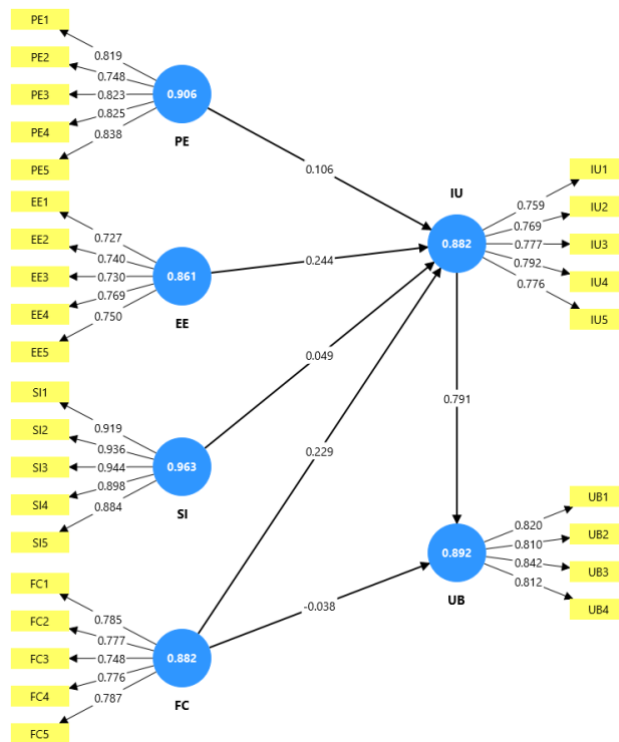 PE1
PE2
PE3
PE4
PE5
0.819
0.748
0.823
0.825
0.838
0.906
PE
0.106
EE1
EE2
EE3
EE4
EE5
0.727
0.740
0.730
0.769
0.750
0.861
EE
0.244
SI1
SI2
SI3
SI4
SI5
0.919
0.936
0.944
0.898
0.884
0.963
SI
0.049
FC1
FC2
FC3
FC4
FC5
0.785
0.777
0.748
0.776
0.787
0.882
FC
0.229
-0.038
IU
0.882
0.759
0.769
0.777
0.792
0.776
IU1
IU2
IU3
IU4
IU5
0.791
0.892
UB
0.820
0.810
0.842
0.812
UB1
UB2
UB3
UB4